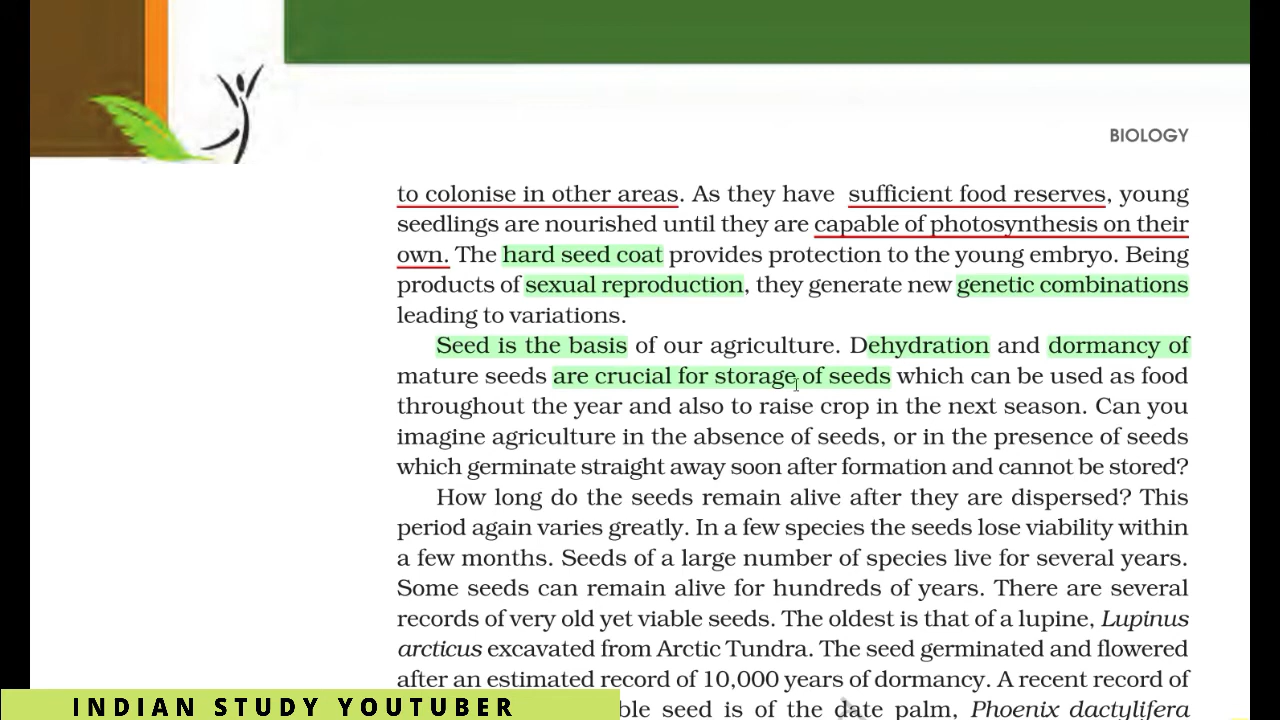 BIOLOGY
to colonise in other areas. As they have sufficient food reserves, young
seedlings are nourished until they are capable of photosynthesis on their
own. The hard seed coat provides protection to the young embryo. Being
products of sexual reproduction, they generate new genetic combinations
leading to variations.
Seed is the basis of our agriculture. Dehydration and dormancy of
mature seeds are crucial for storage of seeds which can be used as food
throughout the year and also to raise crop in the next season. Can you
imagine agriculture in the absence of seeds, or in the presence of seeds
which germinate straight away soon after formation and cannot be stored?
How long do the seeds remain alive after they are dispersed? This
period again varies greatly. In a few species the seeds lose viability within
a few months. Seeds of a large number of species live for several years.
Some seeds can remain alive for hundreds of years. There are several
records of very old yet viable seeds. The oldest is that of a lupine, Lupinus
arcticus excavated from Arctic Tundra. The seed germinated and flowered
after an estimated record of 10,000 years of dormancy. A recent record of
seed is of the date palm, Phoenix dactylifera
INDIAN STUDY YOUTUBER